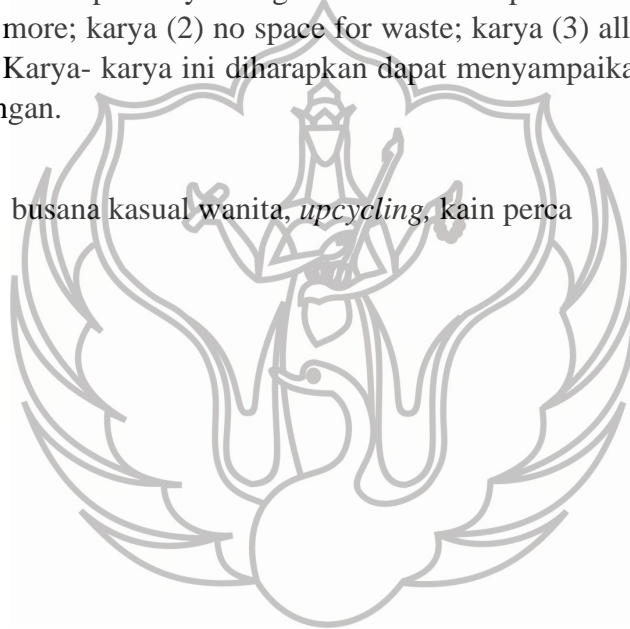 more; karya (2) no space for waste; karya (3) all
Karya- karya ini diharapkan dapat menyampaika
ngan.
busana kasual wanita, upcycling, kain perca